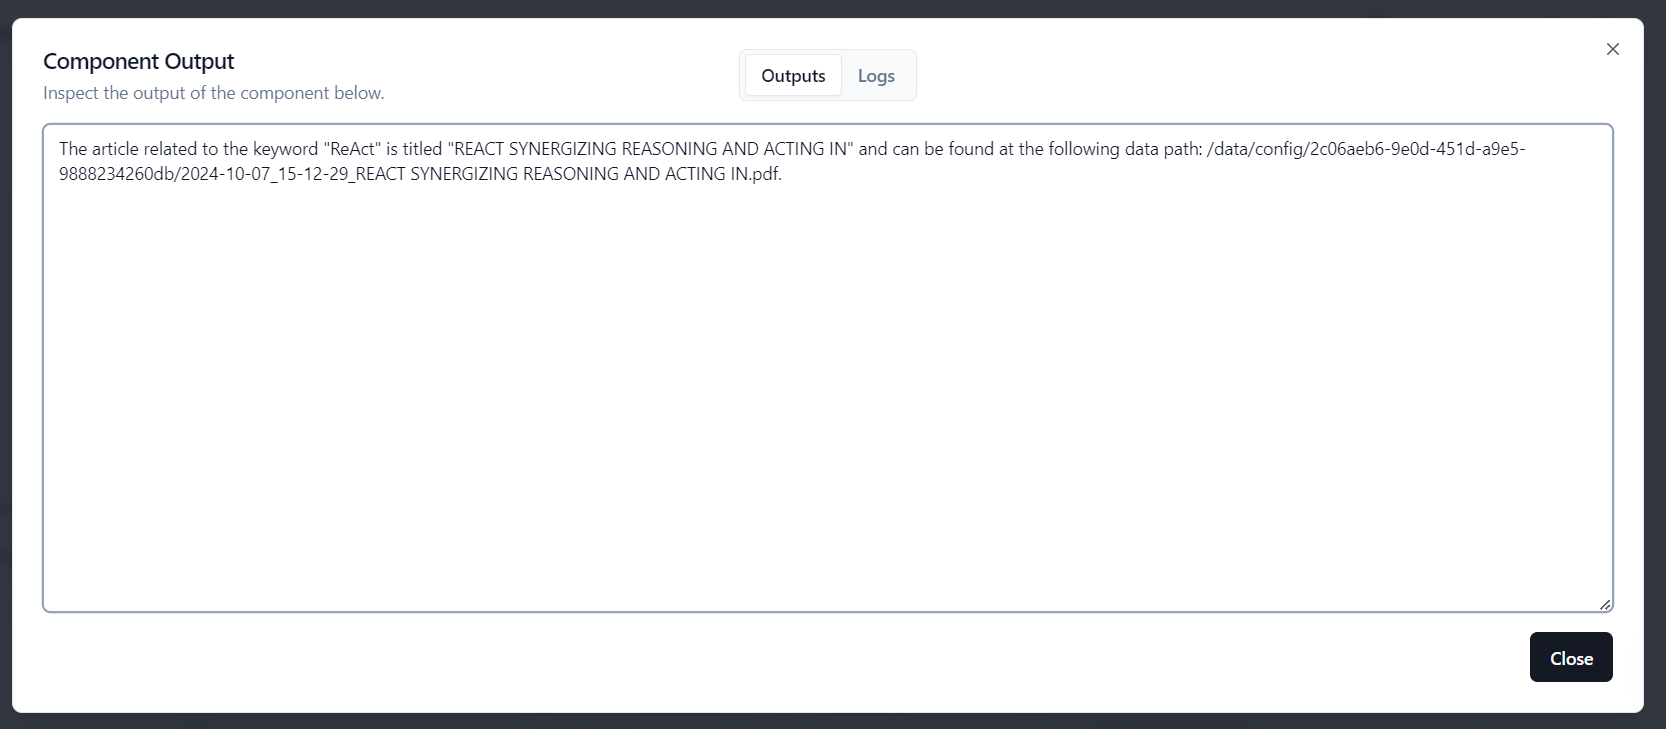 Component Output
Inspect the output of the component below.
Outputs
Logs
The article related to the keyword "ReAct" is titled "REACT SYNERGIZING REASONING AND ACTING IN" and can be found at the following data path: /data/config/2c06aeb6-9e0d-451d-a9e5-
9888234260db/2024-10-07_15-12-29_REACT SYNERGIZING REASONING AND ACTING IN.pdf.
Close